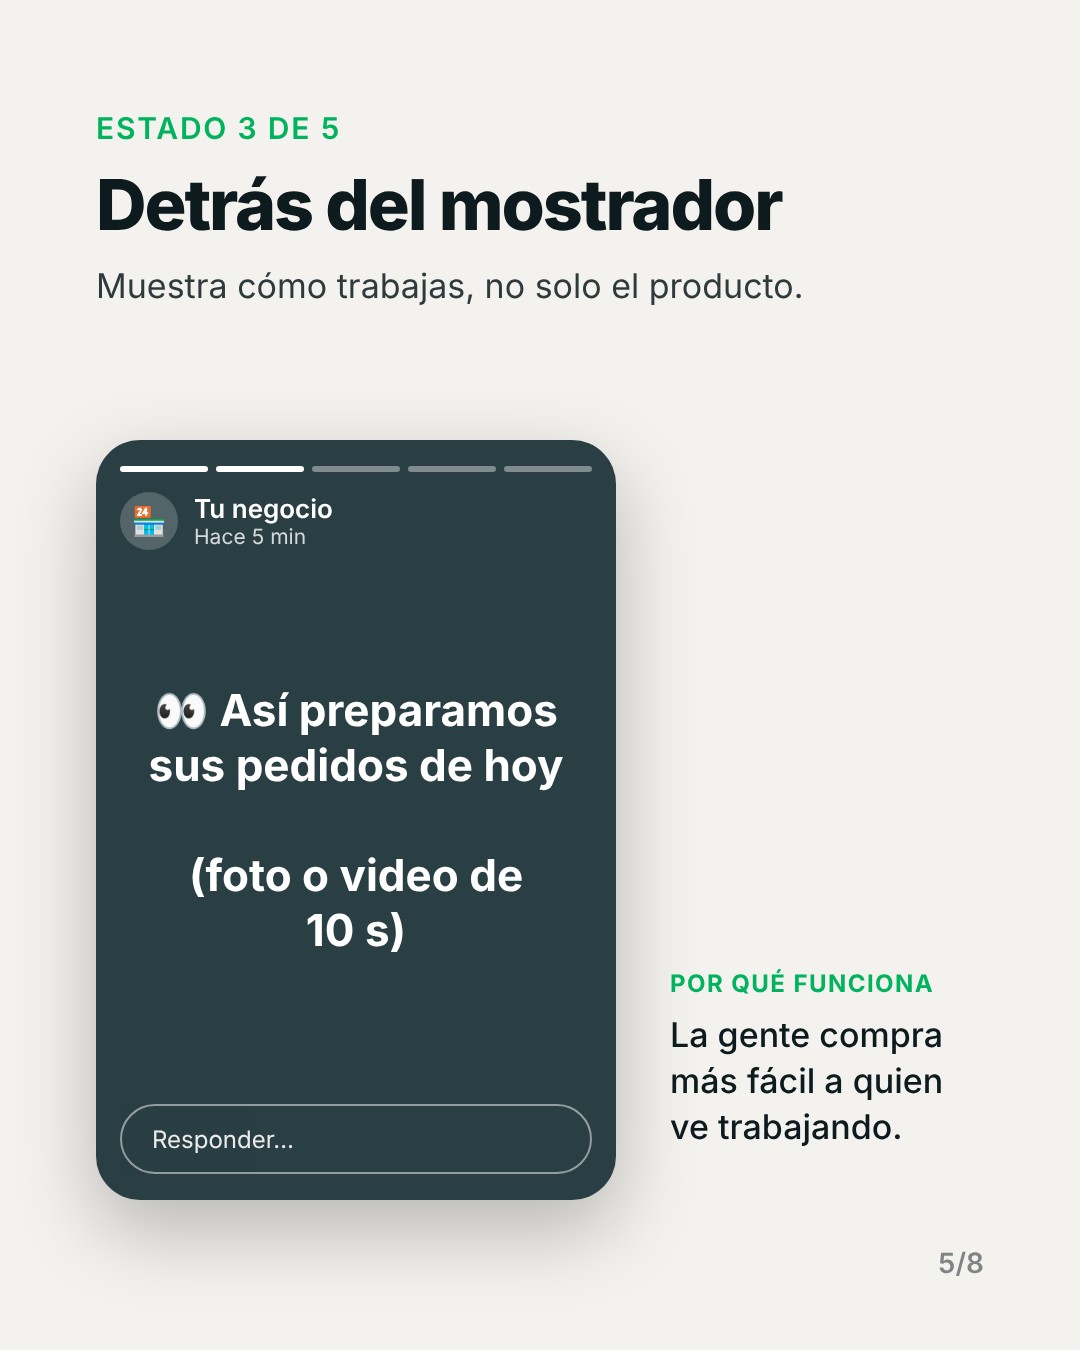 ESTADO 3 DE 5
Detrás del mostrador
Muestra cómo trabajas, no solo el producto.
24
Tu negocio
Hace 5 min
👀 Así preparamos
sus pedidos de hoy
(foto o video de
10 s)
Responder...
POR QUÉ FUNCIONA
La gente compra
más fácil a quien
ve trabajando.
5/8